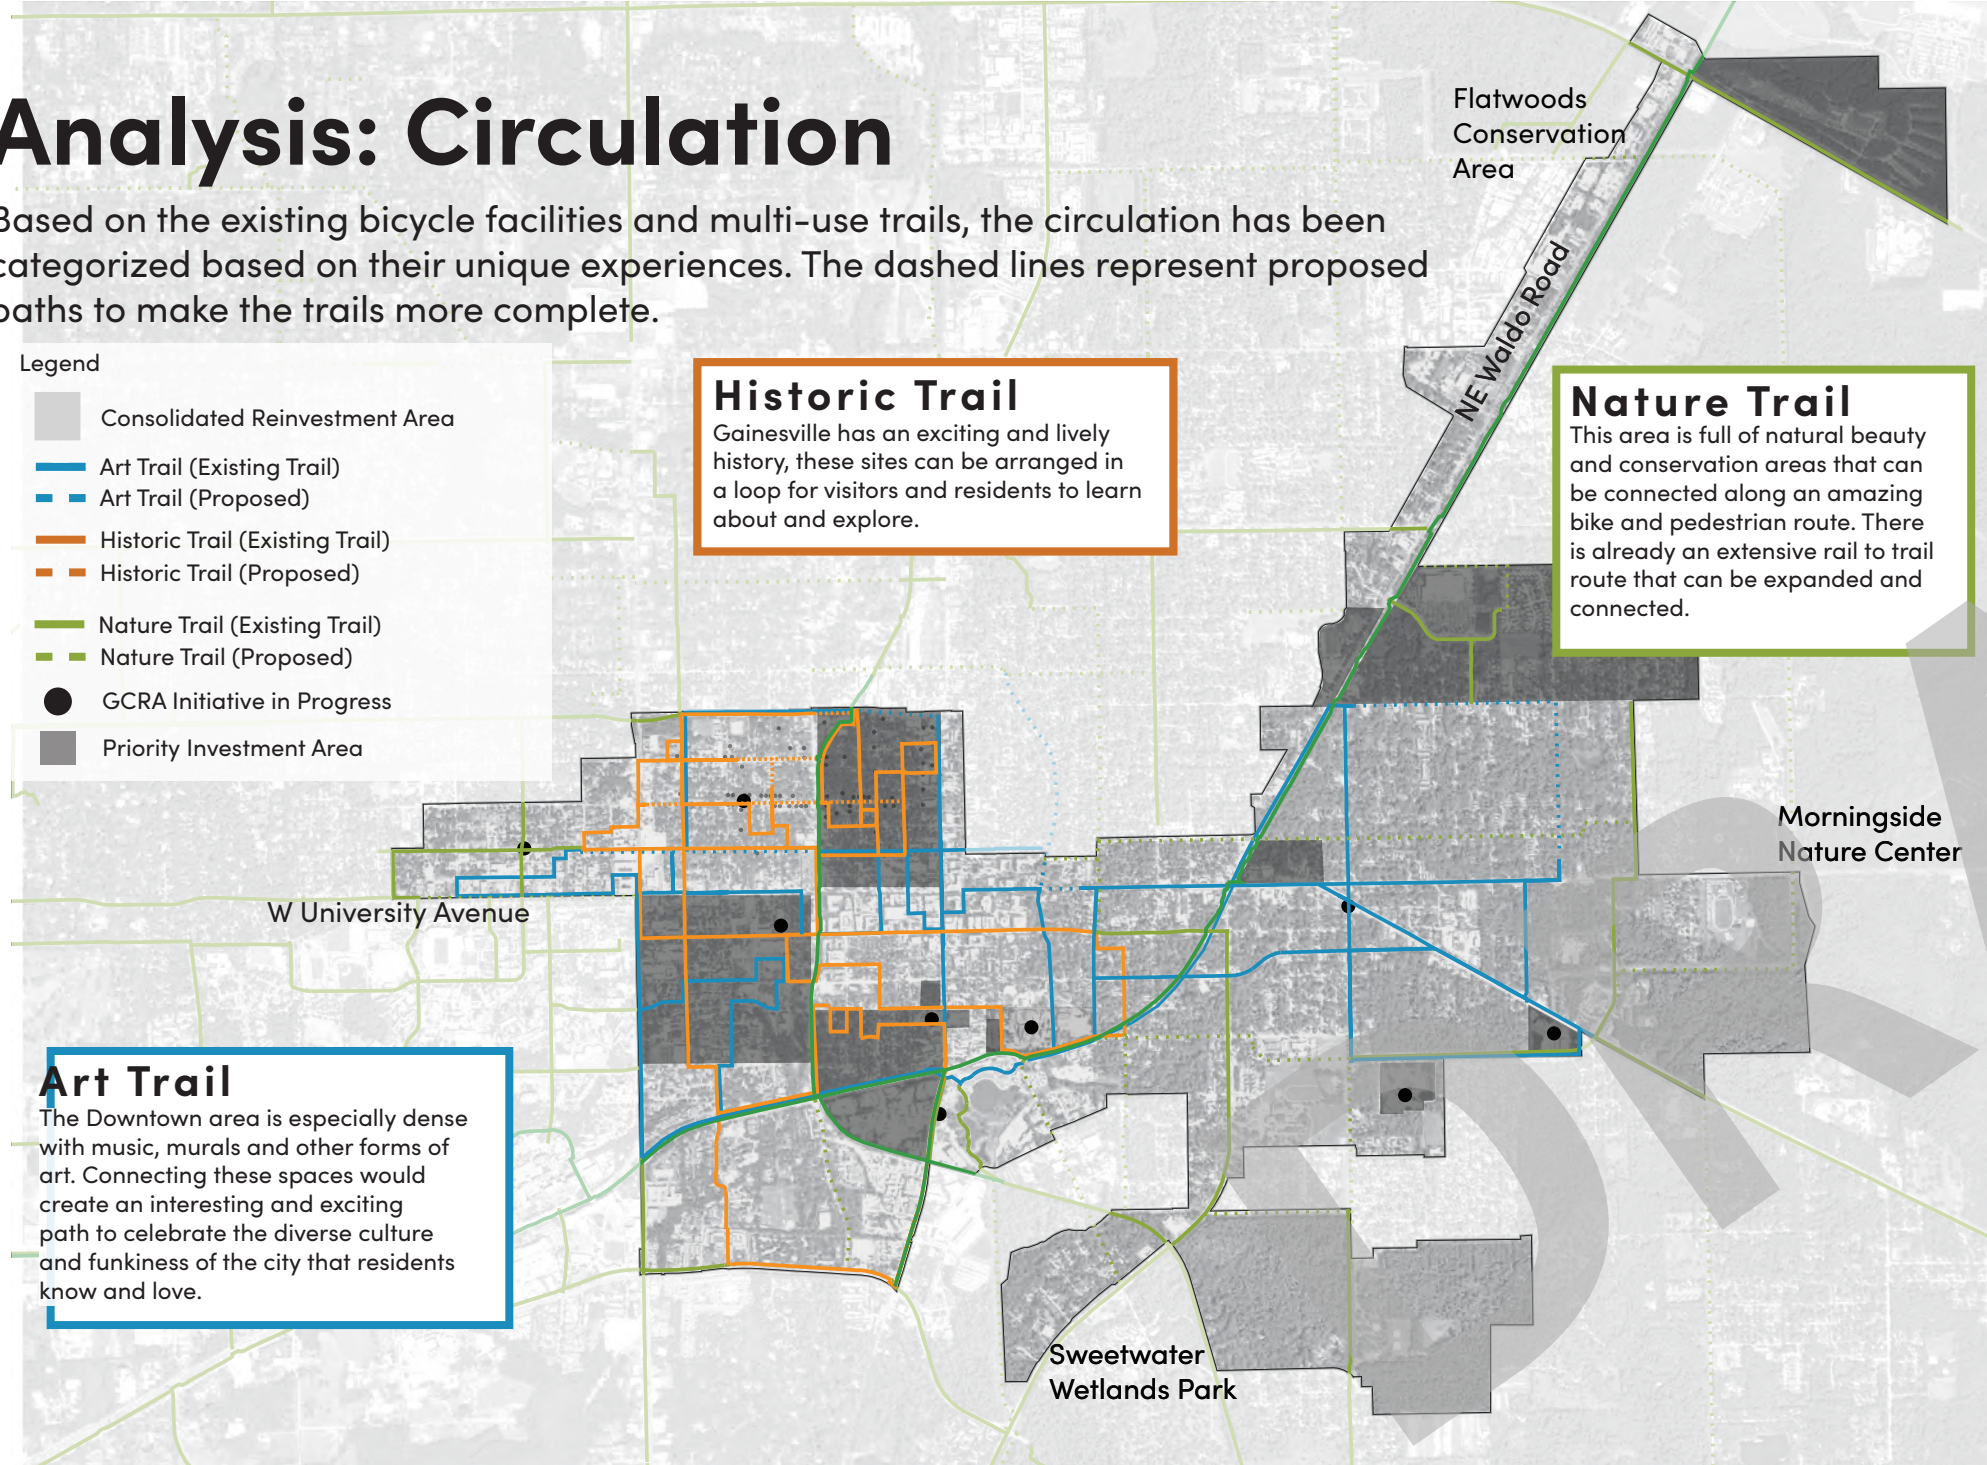 Analysis: Circulation
Based on the existing bicycle facilities and multi-use trails, the circulation has been
categorized based on their unique experiences. The dashed lines represent proposed
paths to make the trails more complete.
Legend
Consolidated Reinvestment Area
Art Trail (Existing Trail)
Art Trail (Proposed)
Historic Trail (Existing Trail)
Historic Trail (Proposed)
Nature Trail (Existing Trail)
Nature Trail (Proposed)
GCRA Initiative in Progress
Priority Investment Area
Historic Trail
Gainesville has an exciting and lively
history, these sites can be arranged in
a loop for visitors and residents to learn
about and explore.
Flatwoods
Conservation
Area
NE Waldo Road
Nature Trail
This area is full of natural beauty
and conservation areas that can
be connected along an amazing
bike and pedestrian route. There
is already an extensive rail to trail
route that can be expanded and
connected.
Morningside
Nature Center
W University Avenue
Art Trail
The Downtown area is especially dense
with music, murals and other forms of
art. Connecting these spaces would
create an interesting and exciting
path to celebrate the diverse culture
and funkiness of the city that residents
know and love.
Sweetwater
Wetlands Park